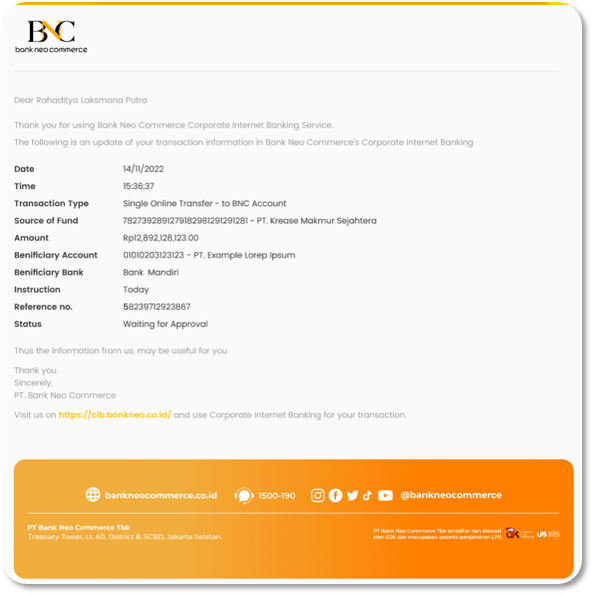 BNC
bank neo commerce
Dear Rahaditya Laksmana Putra
Thank you for using Bank Neo Commerce Corporate Internet Banking Service.
The following is an update of your transaction information in Bank Neo Commerce's Corporate Internet Banking
Date 14/11/2022
Time 15:36:37
Transaction Type Single Online Transfer - to BNC Account
Source of Fund 7827392891279182981291291281 - PT. Krease Makmur Sejahtera
Amount Rp12,892,128,123.00
Benificiary Account 01010203123123 - PT. Example Lorep Ipsum
Benificiary Bank Bank Mandiri
Instruction Today
Reference no. 58239712923867
Status Waiting for Approval
Thus the information from us, may be useful for you
Thank you
Sincerely,
PT. Bank Neo Commerce
Visit us on https://cib.bankneo.co.id/ and use Corporate Internet Banking for your transaction.
bankneocommerce.co.id 1500-190 @bankneocommerce
PT Bank Neo Commerce Tbk
Treasury Tower, Lt. 60, District 8, SCBD, Jakarta Selatan.
PT Bank Neo Commerce Tbk terdaftar dan diawasi
oleh OJK dan merupakan peserta penjaminan LPS
OJK
LPS